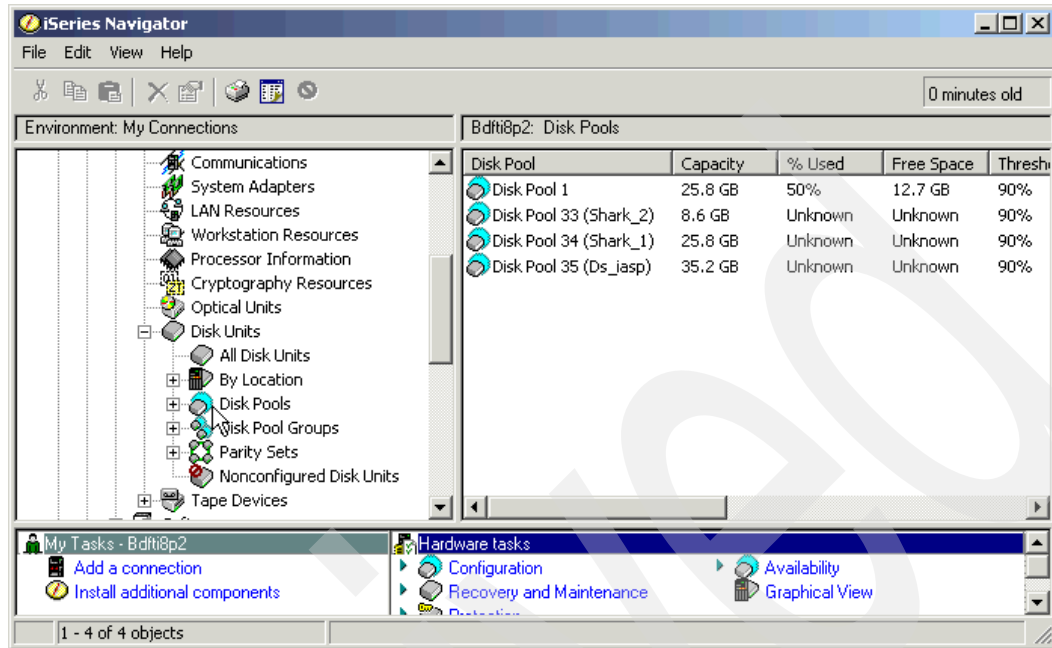 iSeries Navigator
File Edit View Help
0 minutes old
Environment: My Connections
Bdfti8p2: Disk Pools
Communications
System Adapters
LAN Resources
Workstation Resources
Processor Information
Cryptography Resources
Optical Units
Disk Units
All Disk Units
By Location
Disk Pools
Disk Pool Groups
Parity Sets
Nonconfigured Disk Units
Tape Devices
Disk Pool Capacity % Used Free Space Thresh
Disk Pool 1 25.8 GB 50% 12.7 GB 90%
Disk Pool 33 (Shark_2) 8.6 GB Unknown Unknown 90%
Disk Pool 34 (Shark_1) 25.8 GB Unknown Unknown 90%
Disk Pool 35 (Ds_iasp) 35.2 GB Unknown Unknown 90%
My Tasks - Bdfti8p2
Add a connection
Install additional components
Hardware tasks
Configuration
Recovery and Maintenance
Availability
Graphical View
1 - 4 of 4 objects